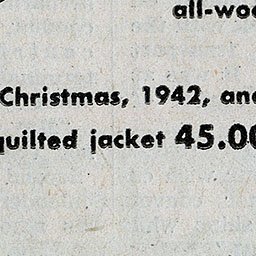 all-woo
Christmas, 1942, and
quilted jacket 45.00